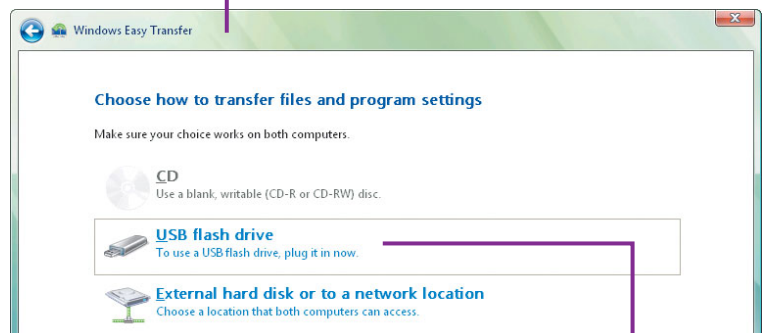 Windows Easy Transfer
Choose how to transfer files and program settings
Make sure your choice works on both computers.
CD
Use a blank, writable (CD-R or CD-RW) disc.
USB flash drive
To use a USB flash drive, plug it in now.
External hard disk or to a network location
Choose a location that both computers can access.